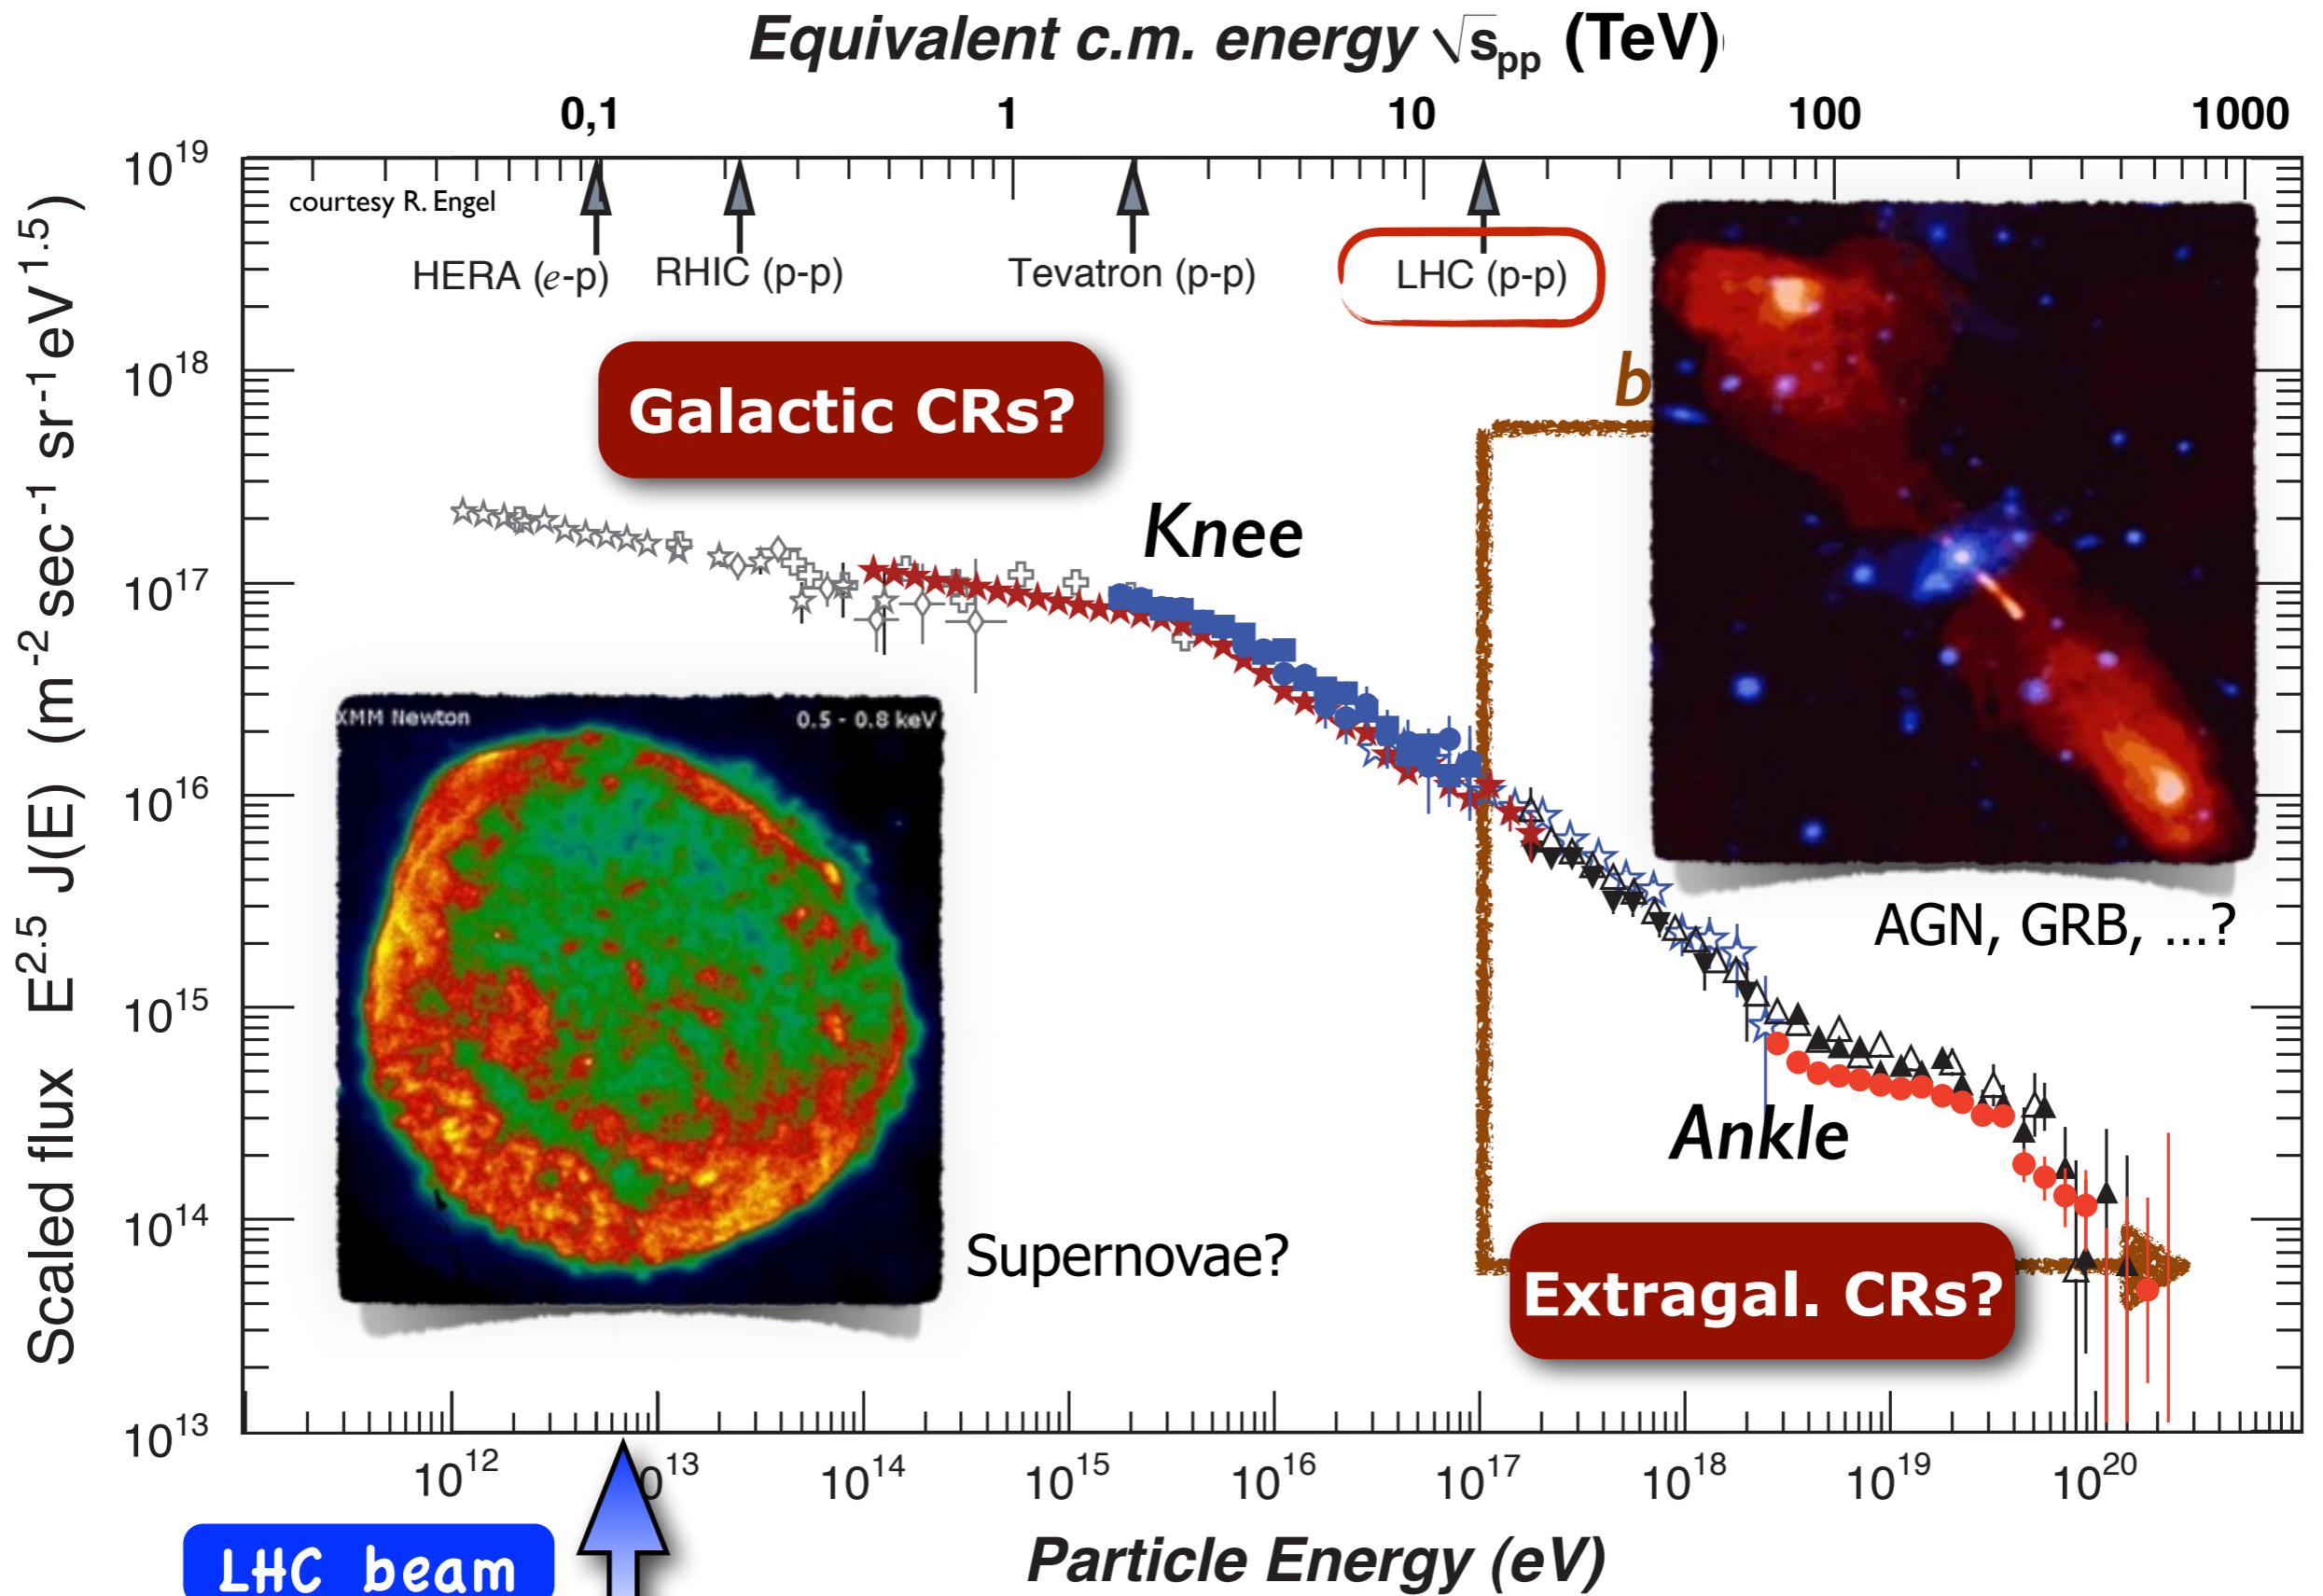 Equivalent c.m. energy √s_pp (TeV)
0,1 1 10 100 1000
10^19
courtesy R. Engel
HERA (e-p) RHIC (p-p) Tevatron (p-p) LHC (p-p)
10^18
b
Galactic CRs?
Knee
10^17
XMM Newton 0.5 - 0.8 keV
10^16
AGN, GRB, ...?
10^15
Ankle
10^14
Supernovae?
Extragal. CRs?
10^13
Scaled flux E^2.5 J(E) (m^-2 sec^-1 sr^-1 eV^1.5)
10^12 0^13 10^14 10^15 10^16 10^17 10^18 10^19 10^20
LHC beam
Particle Energy (eV)